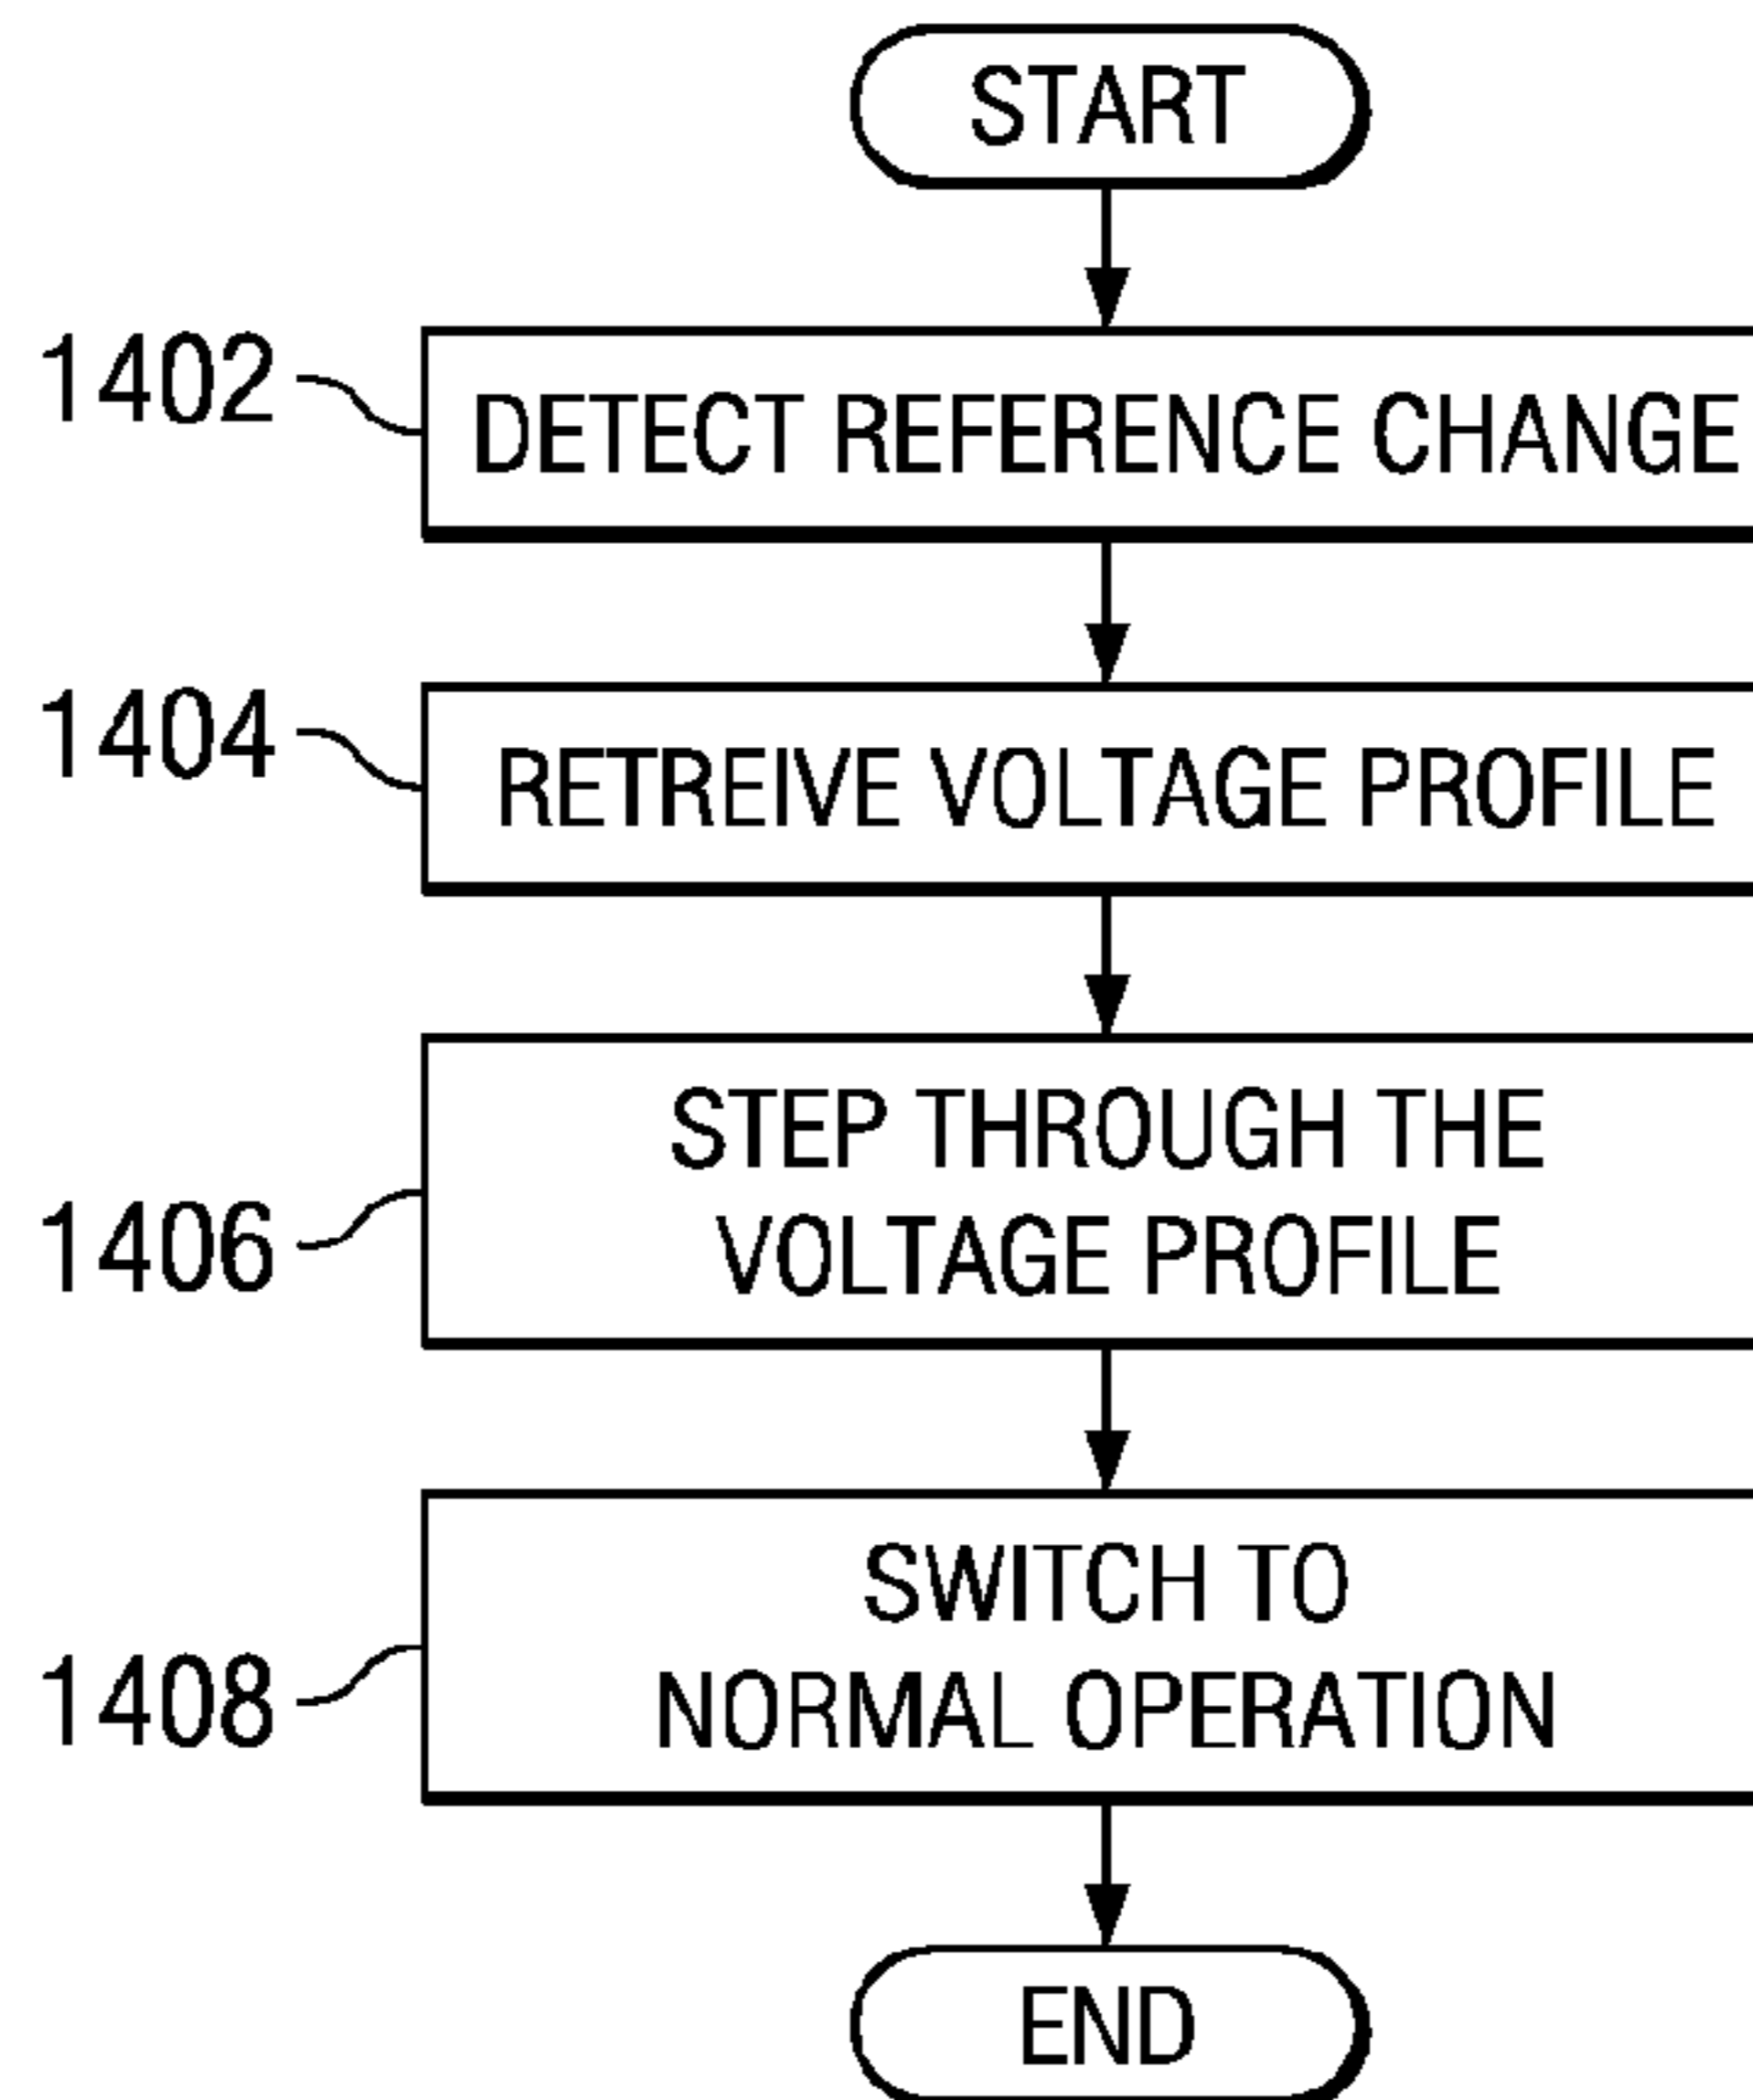 START
1402
DETECT REFERENCE CHANGE
1404
RETREIVE VOLTAGE PROFILE
1406
STEP THROUGH THE
VOLTAGE PROFILE
1408
SWITCH TO
NORMAL OPERATION
END